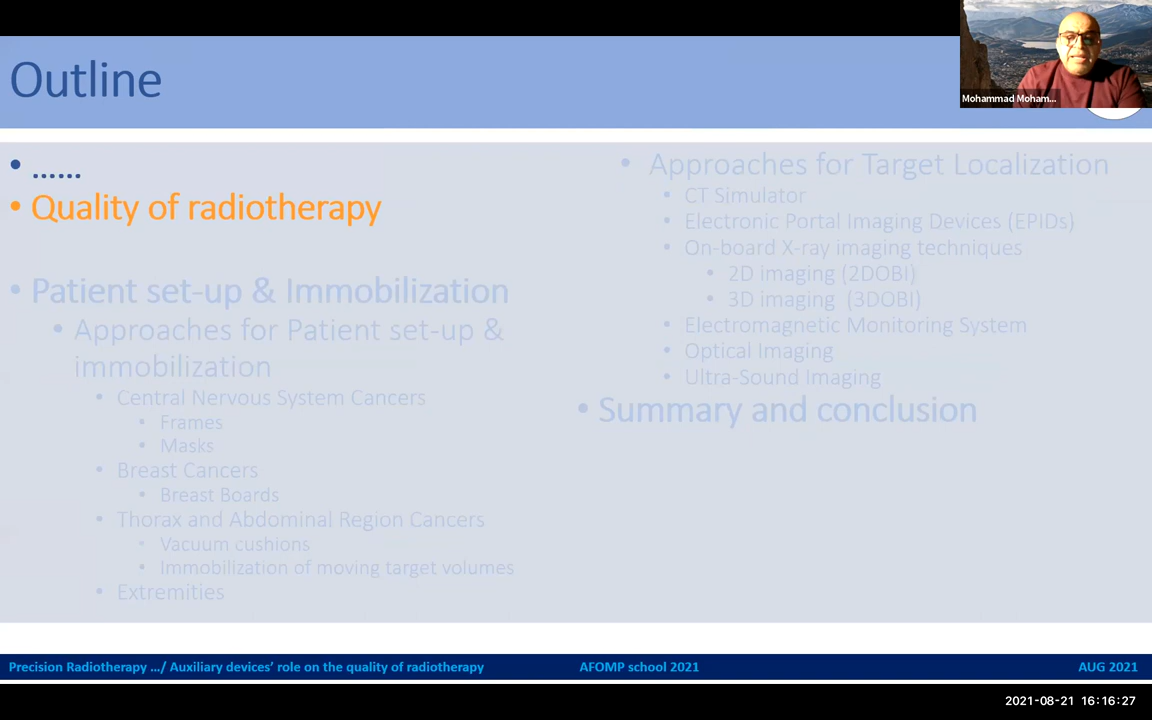 Outline
Mohammad Moham...
• ......
• Quality of radiotherapy
• Patient set-up & Immobilization
• Approaches for Patient set-up &
immobilization
• Central Nervous System Cancers
• Frames
• Masks
• Breast Cancers
• Breast Boards
• Thorax and Abdominal Region Cancers
• Vacuum cushions
• Immobilization of moving target volumes
• Extremities
• Approaches for Target Localization
• CT Simulator
• Electronic Portal Imaging Devices (EPIDs)
• On-board X-ray imaging techniques
• 2D imaging (2DOBI)
• 3D imaging (3DOBI)
• Electromagnetic Monitoring System
• Optical Imaging
• Ultra-Sound Imaging
• Summary and conclusion
Precision Radiotherapy .../ Auxiliary devices' role on the quality of radiotherapy
AFOMP school 2021
AUG 2021
2021-08-21 16:16:27